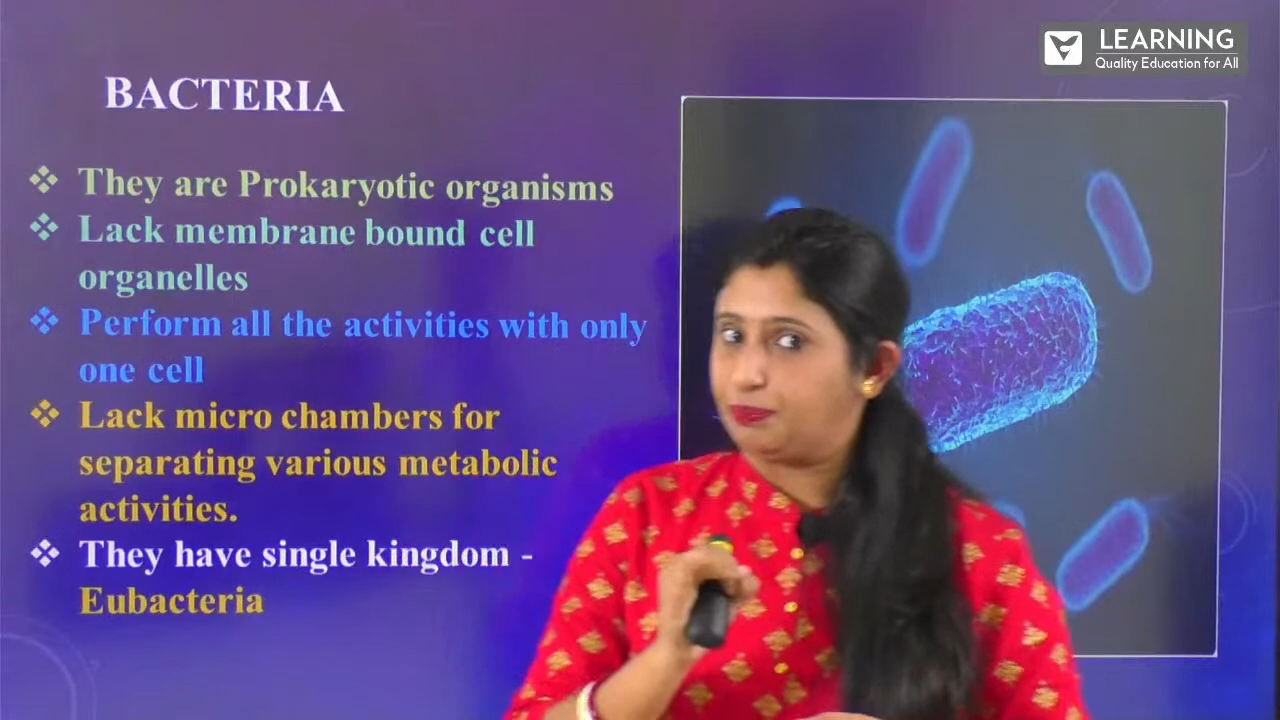 LEARNING
Quality Education for All
BACTERIA
❖ They are Prokaryotic organisms
❖ Lack membrane bound cell
organelles
❖ Perform all the activities with only
one cell
❖ Lack micro chambers for
separating various metabolic
activities.
❖ They have single kingdom -
Eubacteria